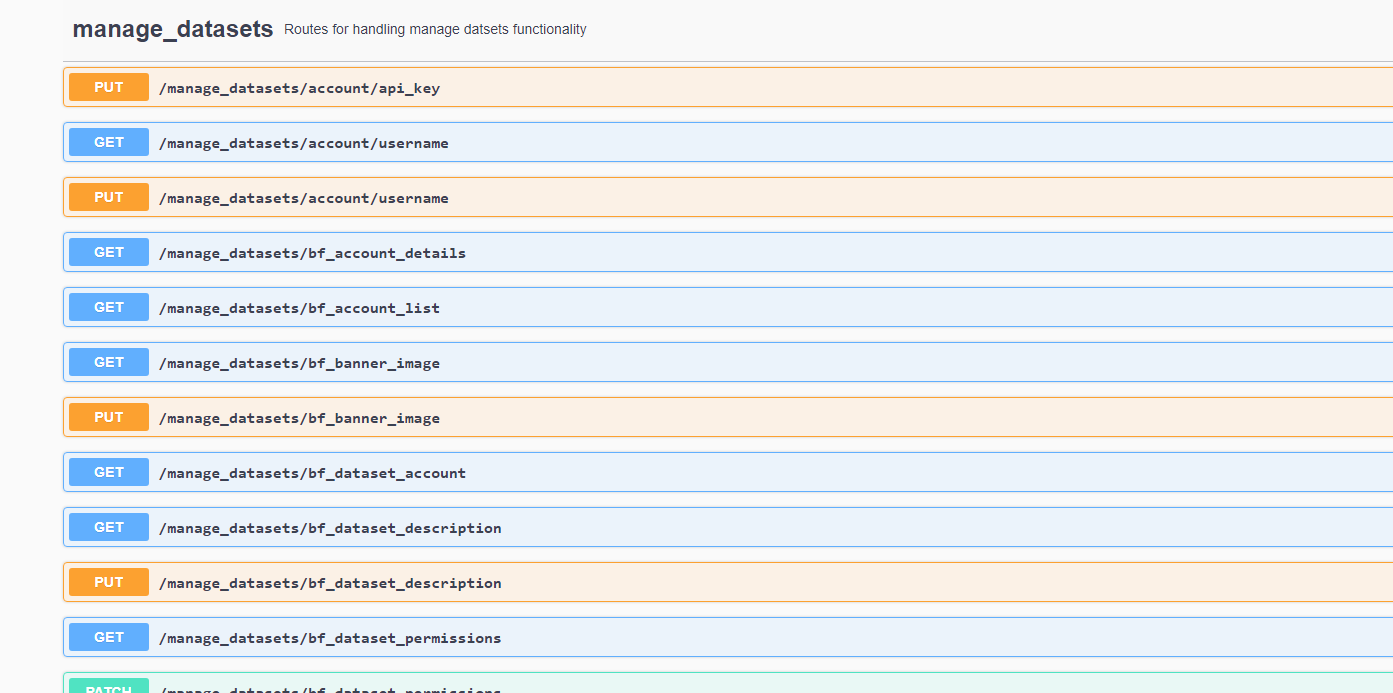 manage_datasets Routes for handling manage datsets functionality
PUT /manage_datasets/account/api_key
GET /manage_datasets/account/username
PUT /manage_datasets/account/username
GET /manage_datasets/bf_account_details
GET /manage_datasets/bf_account_list
GET /manage_datasets/bf_banner_image
PUT /manage_datasets/bf_banner_image
GET /manage_datasets/bf_dataset_account
GET /manage_datasets/bf_dataset_description
PUT /manage_datasets/bf_dataset_description
GET /manage_datasets/bf_dataset_permissions
PATCH /manage_datasets/bf_dataset_permissions